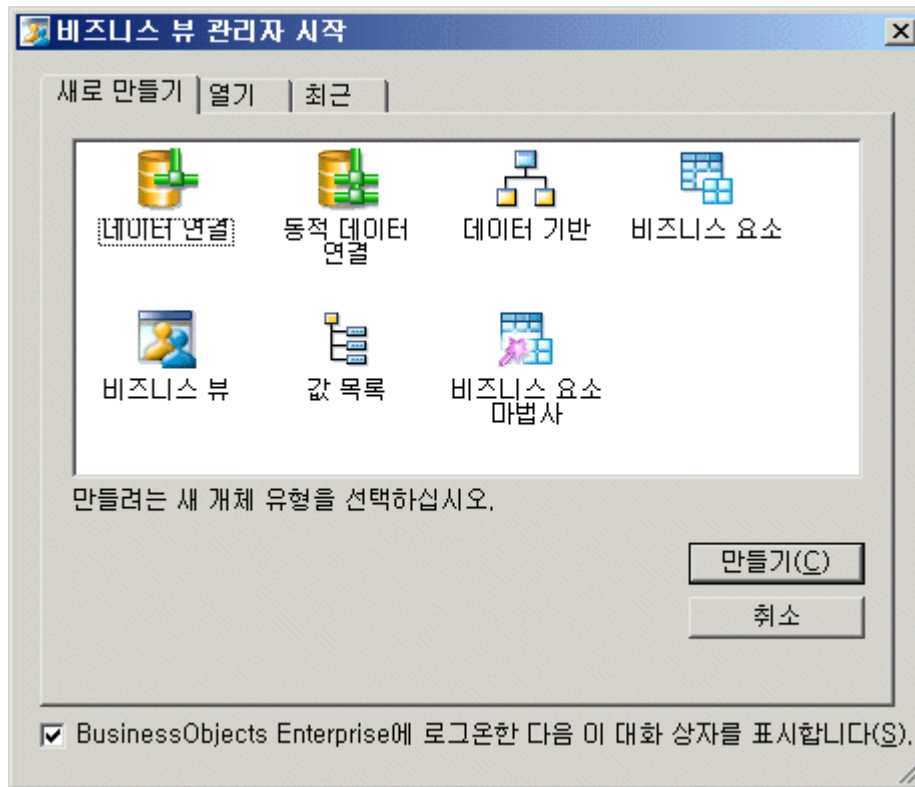 비즈니스 뷰 관리자 시작
새로 만들기 열기 최근
데이터 연결 동적 데이터 연결 데이터 기반 비즈니스 요소
비즈니스 뷰 값 목록 비즈니스 요소 마법사
만들려는 새 개체 유형을 선택하십시오.
만들기(C)
취소
BusinessObjects Enterprise에 로그온한 다음 이 대화 상자를 표시합니다(S).